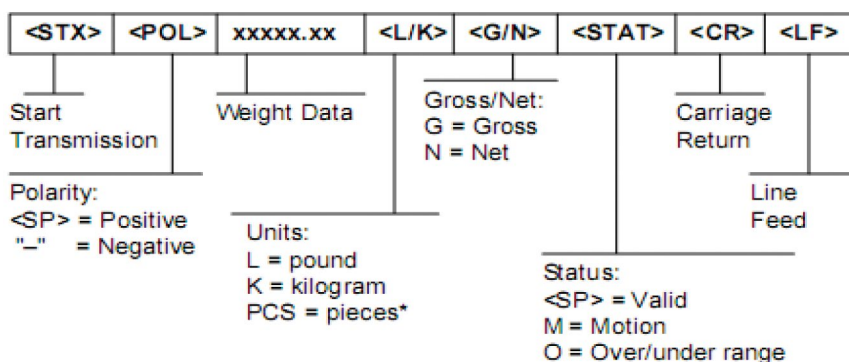 <STX> <POL> xxxxx.xx <L/K> <G/N> <STAT> <CR> <LF>
Start
Transmission
Weight Data
Gross/Net:
G = Gross
N = Net
Carriage
Return
Polarity:
<SP> = Positive
"–" = Negative
Units:
L = pound
K = kilogram
PCS = pieces*
Line
Feed
Status:
<SP> = Valid
M = Motion
O = Over/under range